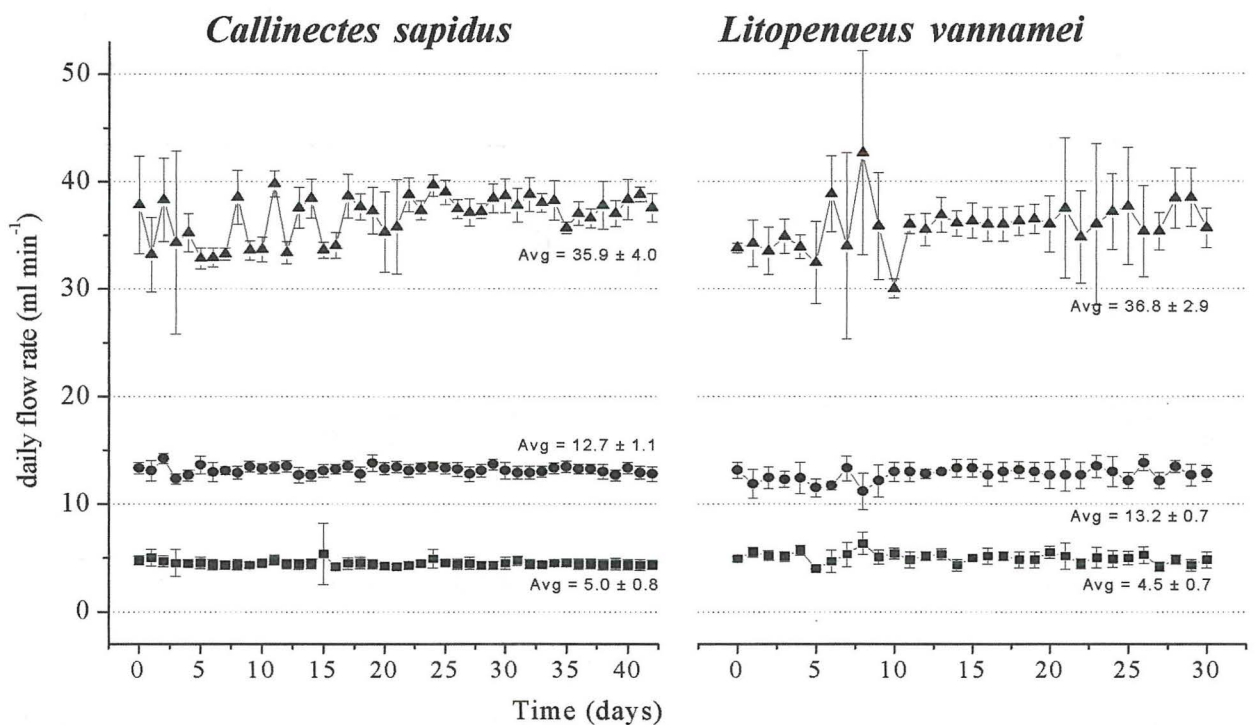 Callinectes sapidus
Litopenaeus vannamei
daily flow rate (ml min⁻¹)
50
40
30
20
10
0
Avg = 35.9 ± 4.0
Avg = 12.7 ± 1.1
Avg = 5.0 ± 0.8
Avg = 36.8 ± 2.9
Avg = 13.2 ± 0.7
Avg = 4.5 ± 0.7
0 5 10 15 20 25 30 35 40
0 5 10 15 20 25 30
Time (days)